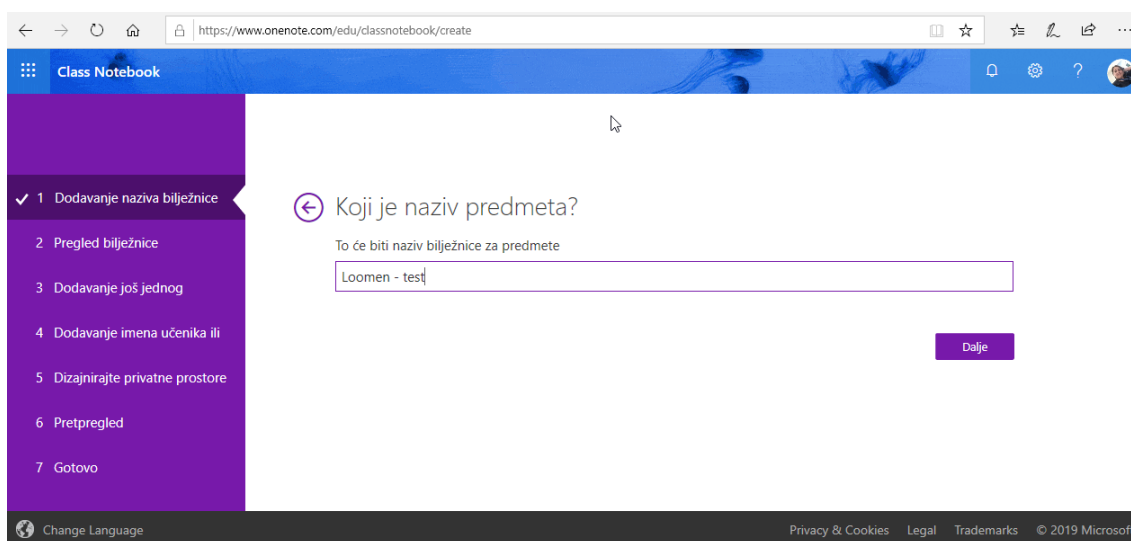 https://www.onenote.com/edu/classnotebook/create
Class Notebook
1 Dodavanje naziva bilježnice
2 Pregled bilježnice
3 Dodavanje još jednog
4 Dodavanje imena učenika ili
5 Dizajnirajte privatne prostore
6 Pretpregled
7 Gotovo
Koji je naziv predmeta?
To će biti naziv bilježnice za predmete
Loomen - test
Dalje
Change Language
Privacy & Cookies Legal Trademarks © 2019 Microsoft